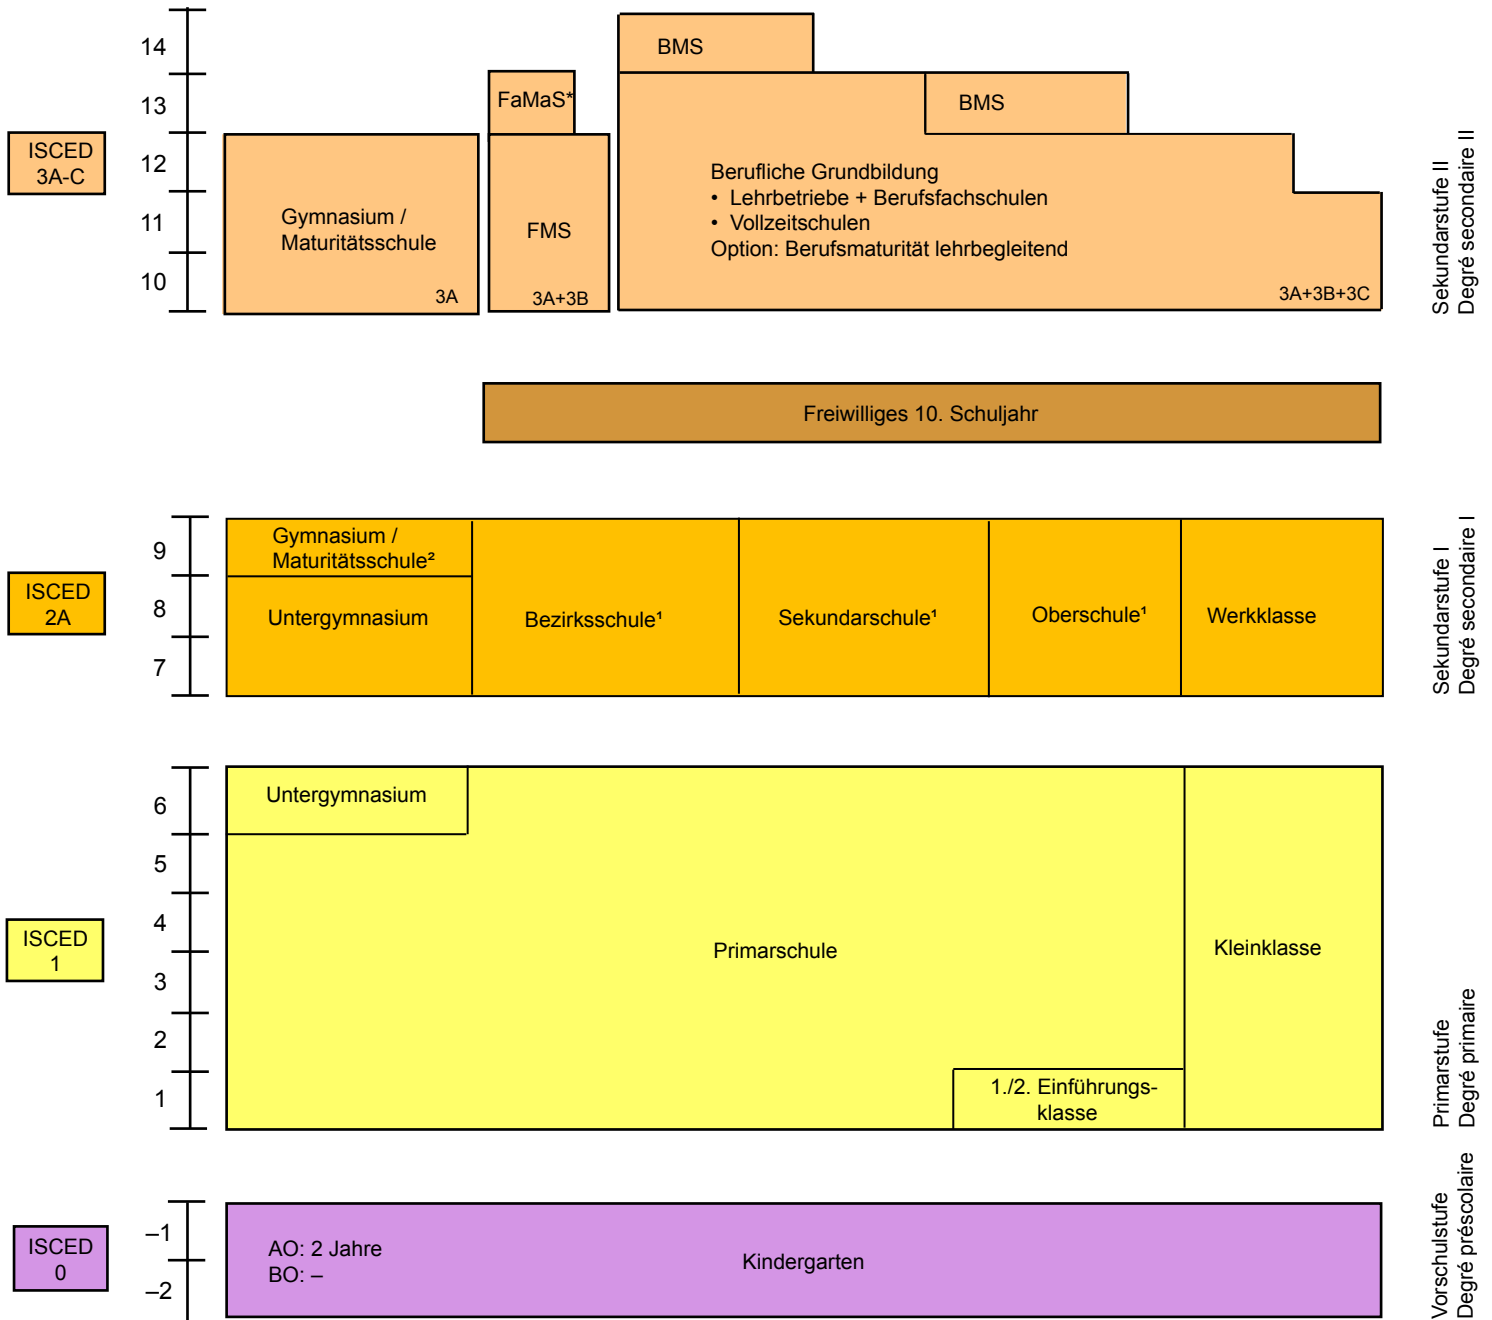 14
BMS
13
FaMaS*
BMS
ISCED
3A-C
12
11
10
Gymnasium /
Maturitätsschule
3A
FMS
3A+3B
Berufliche Grundbildung
• Lehrbetriebe + Berufsfachschulen
• Vollzeitschulen
Option: Berufsmaturität lehrbegleitend
3A+3B+3C
Sekundarstufe II
Degré secondaire II
Freiwilliges 10. Schuljahr
ISCED
2A
9
8
7
Gymnasium /
Maturitätsschule²
Untergymnasium
Bezirksschule¹
Sekundarschule¹
Oberschule¹
Werkklasse
Sekundarstufe I
Degré secondaire I
ISCED
1
6
5
4
3
2
1
Untergymnasium
Primarschule
Kleinklasse
1./2. Einführungs-
klasse
Primarstufe
Degré primaire
ISCED
0
–1
–2
AO: 2 Jahre
BO: –
Kindergarten
Vorschulstufe
Degré préscolaire